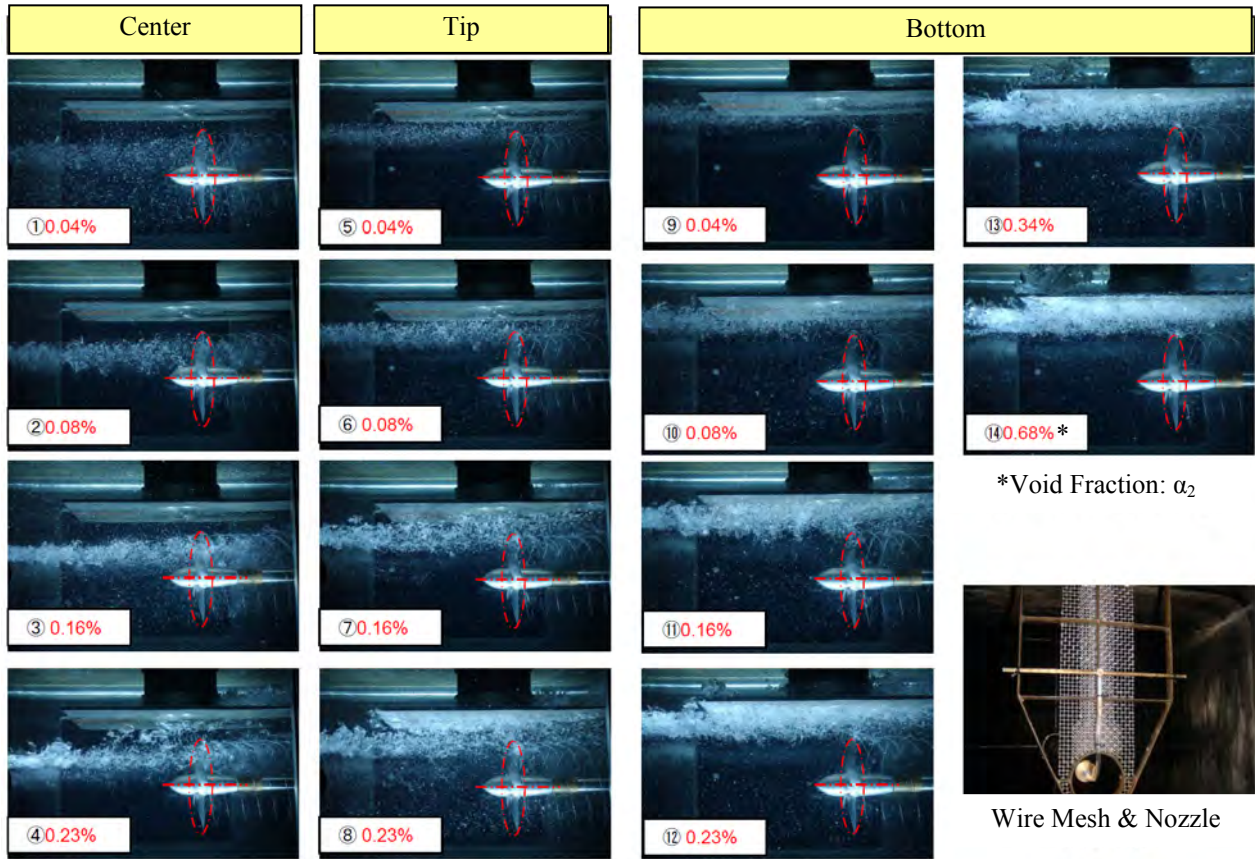 Center
Tip
Bottom
①0.04%
⑤ 0.04%
⑨ 0.04%
⑬0.34%
②0.08%
⑥ 0.08%
⑩ 0.08%
⑭0.68%*
*Void Fraction: α₂
③ 0.16%
⑦0.16%
⑪0.16%
④0.23%
⑧ 0.23%
⑫0.23%
Wire Mesh & Nozzle